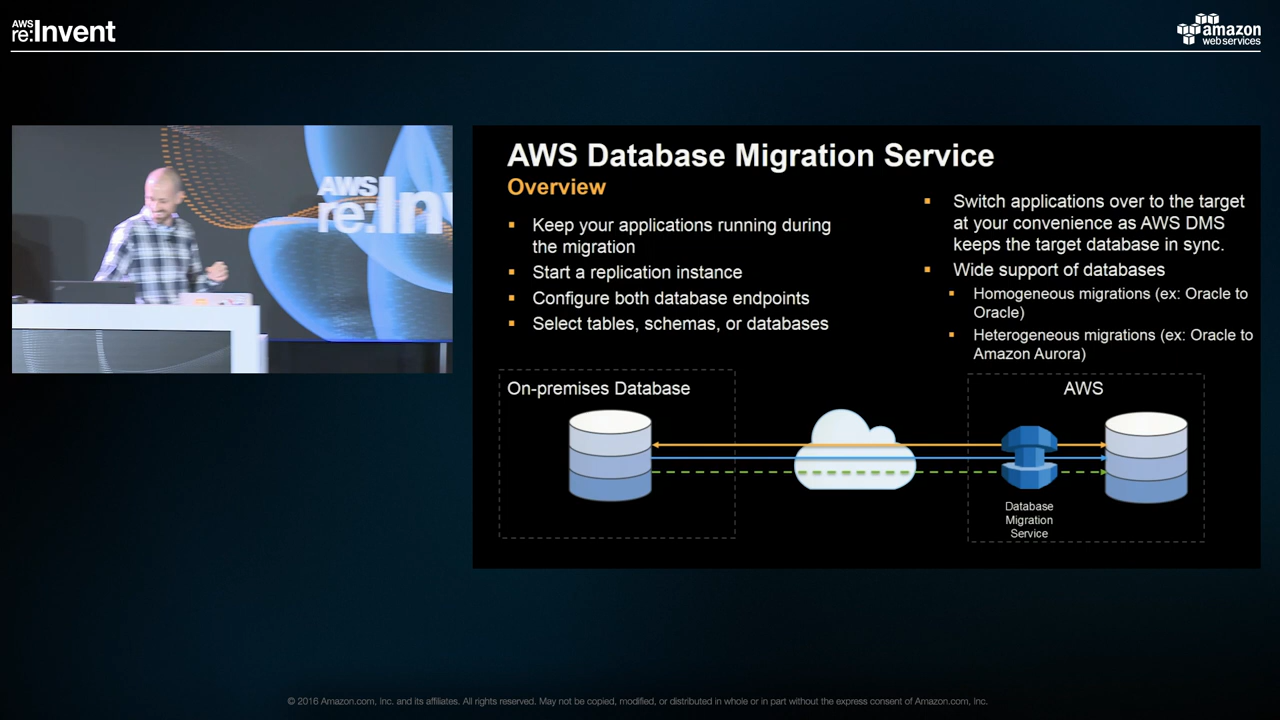 AWS
re:Invent
amazon
web services
AWS
re:In
AWS Database Migration Service
Overview
▪ Keep your applications running during
the migration
▪ Start a replication instance
▪ Configure both database endpoints
▪ Select tables, schemas, or databases
▪ Switch applications over to the target
at your convenience as AWS DMS
keeps the target database in sync.
▪ Wide support of databases
▪ Homogeneous migrations (ex: Oracle to
Oracle)
▪ Heterogeneous migrations (ex: Oracle to
Amazon Aurora)
On-premises Database
AWS
Database
Migration
Service
© 2016 Amazon.com, Inc. and its affiliates. All rights reserved. May not be copied, modified, or distributed in whole or in part without the express consent of Amazon.com, Inc.